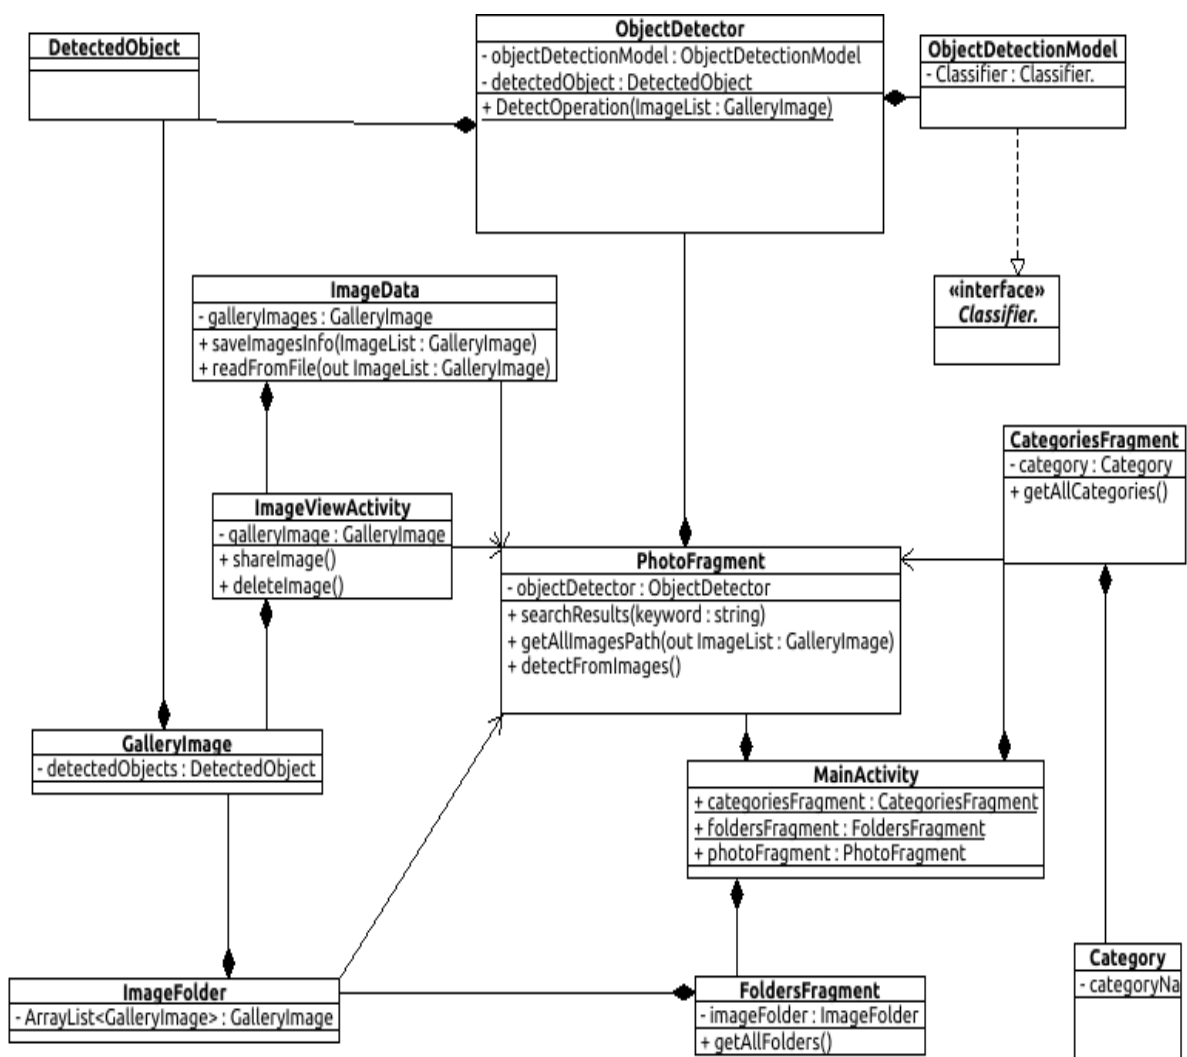 DetectedObject
ObjectDetector
- objectDetectionModel : ObjectDetectionModel
- detectedObject : DetectedObject
+ DetectOperation(ImageList : GalleryImage)
ObjectDetectionModel
- Classifier : Classifier.
«interface»
Classifier.
ImageData
- galleryImages : GalleryImage
+ saveImagesInfo(ImageList : GalleryImage)
+ readFromFile(out ImageList : GalleryImage)
CategoriesFragment
- category : Category
+ getAllCategories()
ImageViewActivity
- galleryImage : GalleryImage
+ shareImage()
+ deleteImage()
PhotoFragment
- objectDetector : ObjectDetector
+ searchResults(keyword : string)
+ getAllImagesPath(out ImageList : GalleryImage)
+ detectFromImages()
GalleryImage
- detectedObjects : DetectedObject
MainActivity
+ categoriesFragment : CategoriesFragment
+ foldersFragment : FoldersFragment
+ photoFragment : PhotoFragment
Category
- categoryNa
ImageFolder
- ArrayList<GalleryImage> : GalleryImage
FoldersFragment
- imageFolder : ImageFolder
+ getAllFolders()